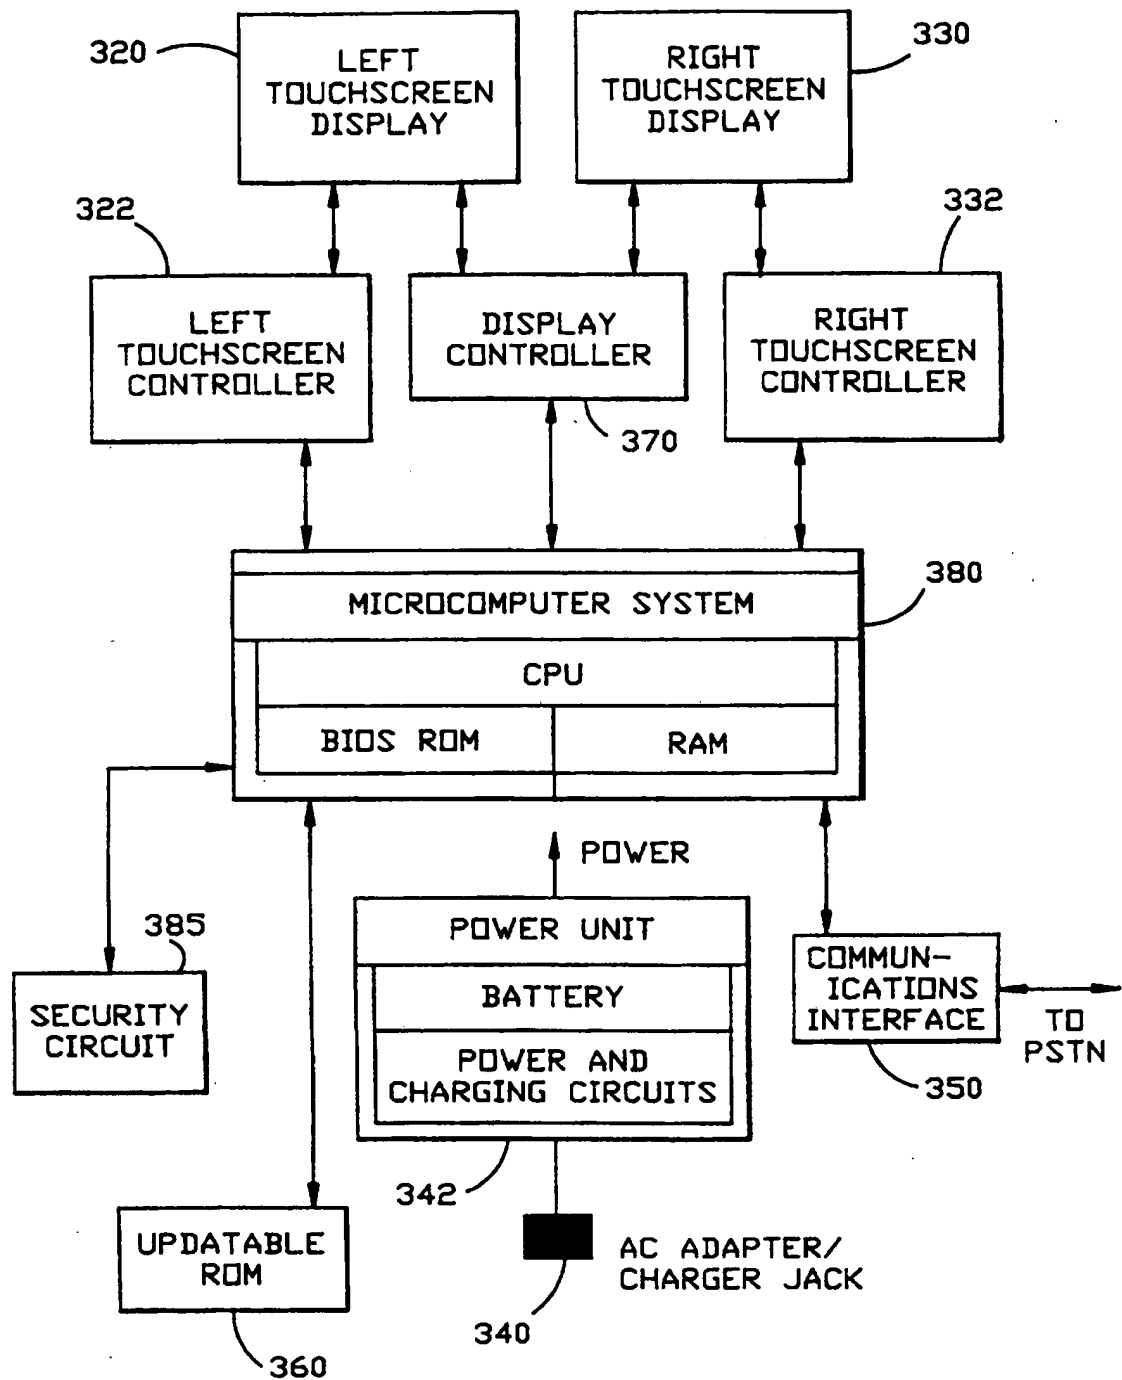 320
LEFT
TOUCHSCREEN
DISPLAY
RIGHT
TOUCHSCREEN
DISPLAY
330
322
LEFT
TOUCHSCREEN
CONTROLLER
DISPLAY
CONTROLLER
370
332
RIGHT
TOUCHSCREEN
CONTROLLER
380
MICROCOMPUTER SYSTEM
CPU
BIOS ROM
RAM
POWER
385
SECURITY
CIRCUIT
POWER UNIT
BATTERY
POWER AND
CHARGING CIRCUITS
342
COMMUN-
ICATIONS
INTERFACE
350
TO
PSTN
UPDATABLE
ROM
360
AC ADAPTER/
CHARGER JACK
340